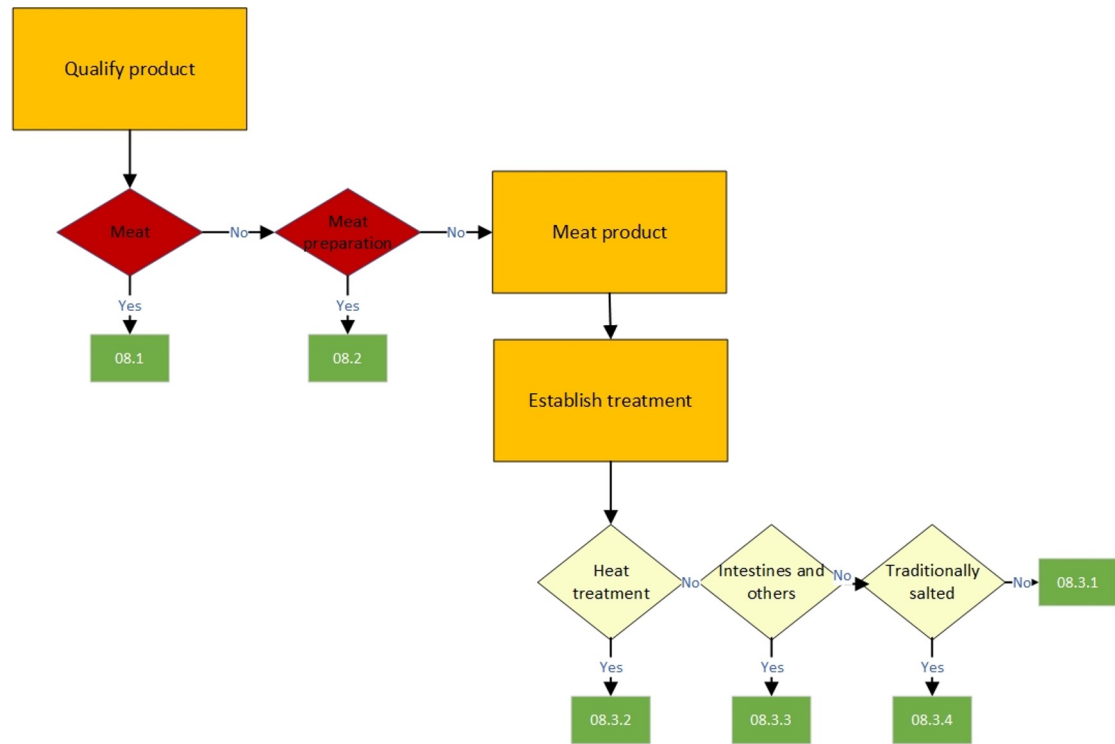 Qualify product
Meat
No
Meat
preparation
No
Meat product
Yes
Yes
08.1
08.2
Establish treatment
Heat
treatment
No
Intestines and
others
No
Traditionally
salted
No
08.3.1
Yes
Yes
Yes
08.3.2
08.3.3
08.3.4